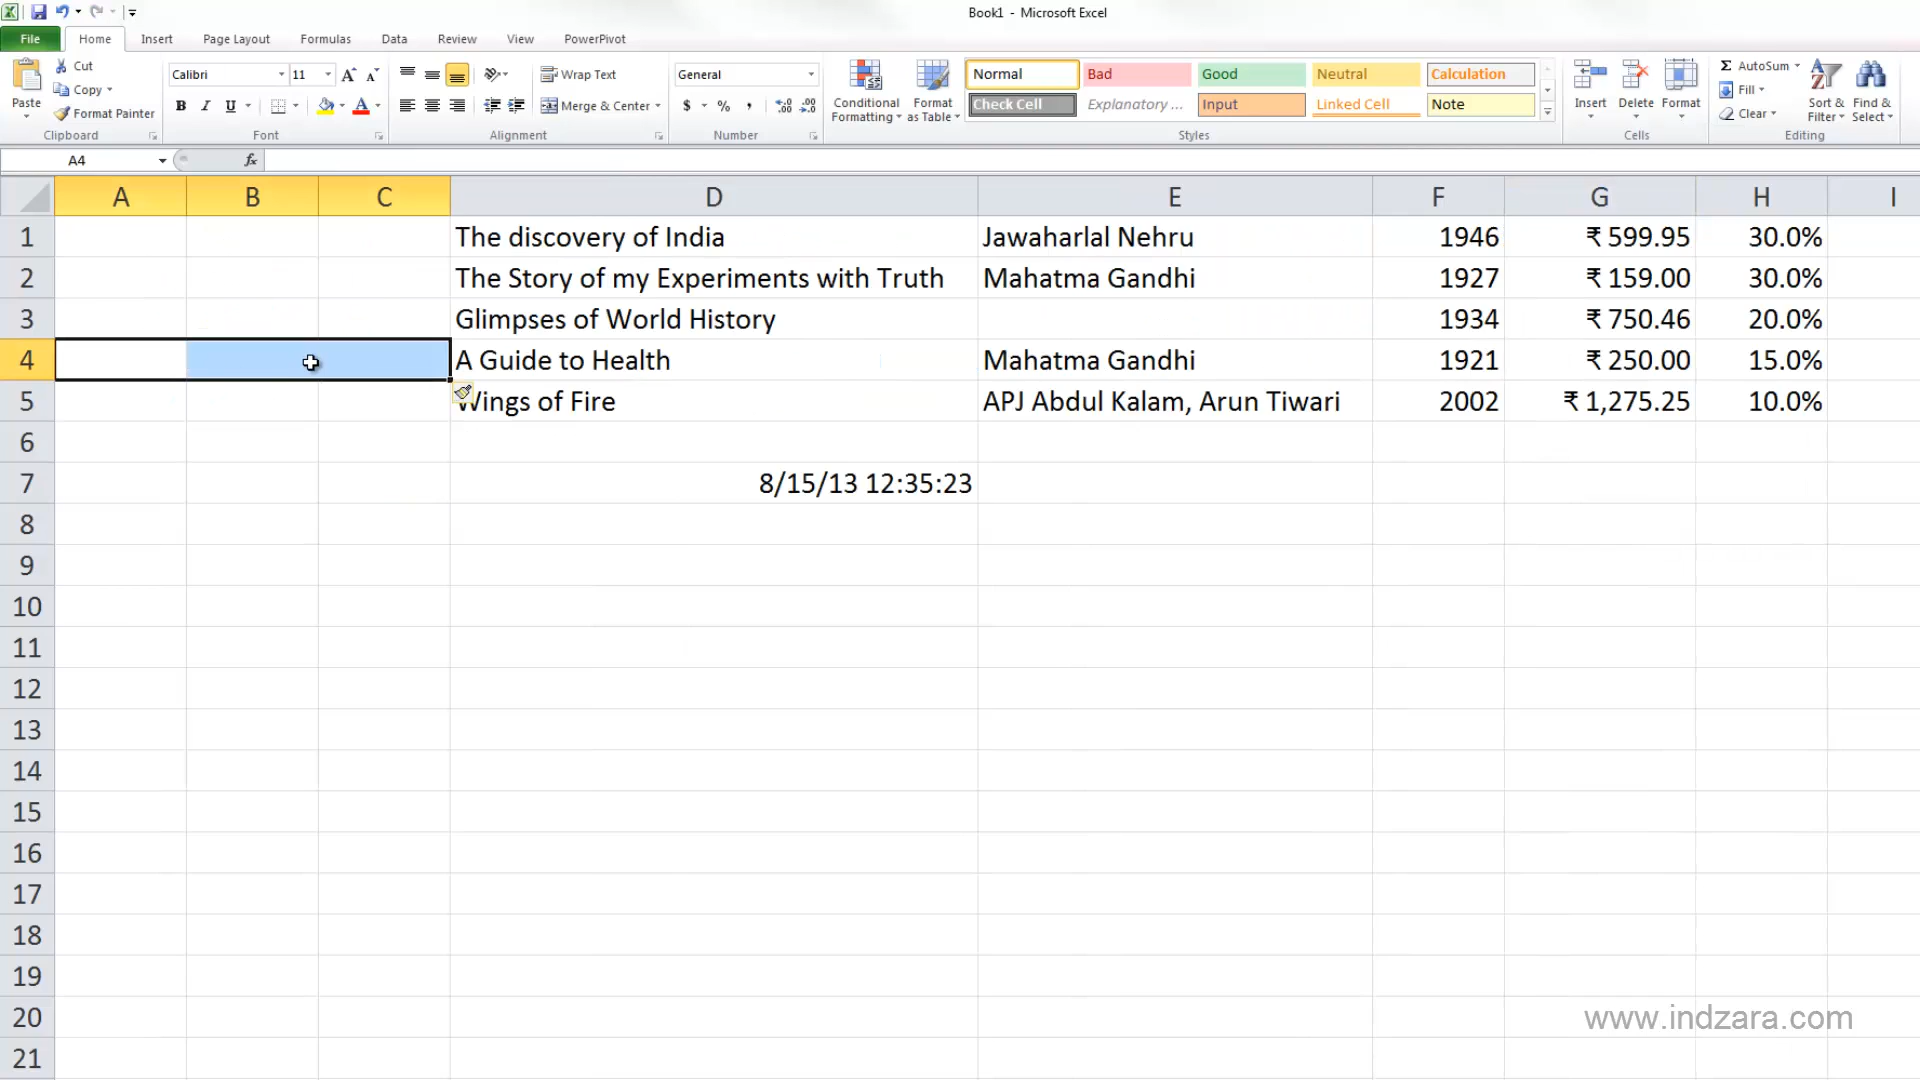 Book1 - Microsoft Excel
File Home Insert Page Layout Formulas Data Review View PowerPivot
Paste
Cut
Copy
Format Painter
Clipboard
Calibri 11
B I U
Font
Wrap Text
Merge & Center
Alignment
General
$ % ,
Number
Conditional Formatting
Format as Table
Normal Bad Good Neutral Calculation
Check Cell Explanatory ... Input Linked Cell Note
Styles
Insert Delete Format
Cells
Σ AutoSum
Fill
Clear
Sort & Filter
Find & Select
Editing
A4 fx
A B C D E F G H I
1 The discovery of India Jawaharlal Nehru 1946 ₹ 599.95 30.0%
2 The Story of my Experiments with Truth Mahatma Gandhi 1927 ₹ 159.00 30.0%
3 Glimpses of World History 1934 ₹ 750.46 20.0%
4 A Guide to Health Mahatma Gandhi 1921 ₹ 250.00 15.0%
5 Wings of Fire APJ Abdul Kalam, Arun Tiwari 2002 ₹ 1,275.25 10.0%
6
7 8/15/13 12:35:23
8
9
10
11
12
13
14
15
16
17
18
19
20
21
www.indzara.com